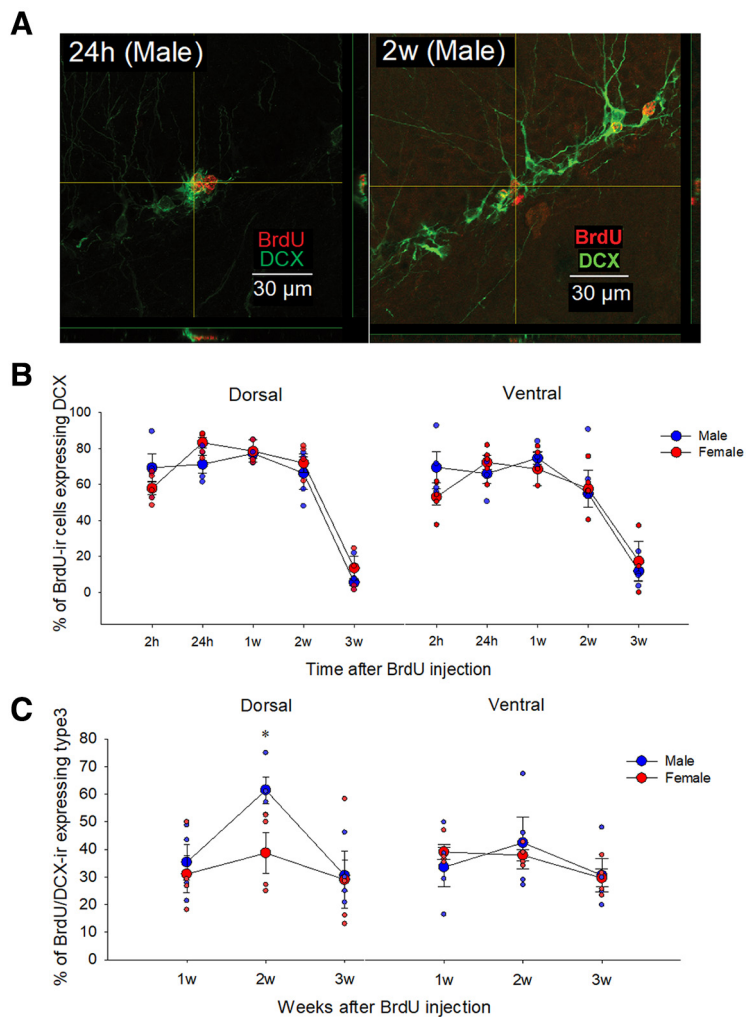 A
24h (Male)
2w (Male)
BrdU
DCX
30 µm
BrdU
DCX
30 µm
B
Dorsal
Ventral
% of BrdU-ir cells expressing DCX
100
80
60
40
20
0
Male
Female
2h 24h 1w 2w 3w
2h 24h 1w 2w 3w
Time after BrdU injection
C
Dorsal
Ventral
% of BrdU/DCX-ir expressing type3
80
70
60
50
40
30
20
10
0
*
Male
Female
1w 2w 3w
1w 2w 3w
Weeks after BrdU injection